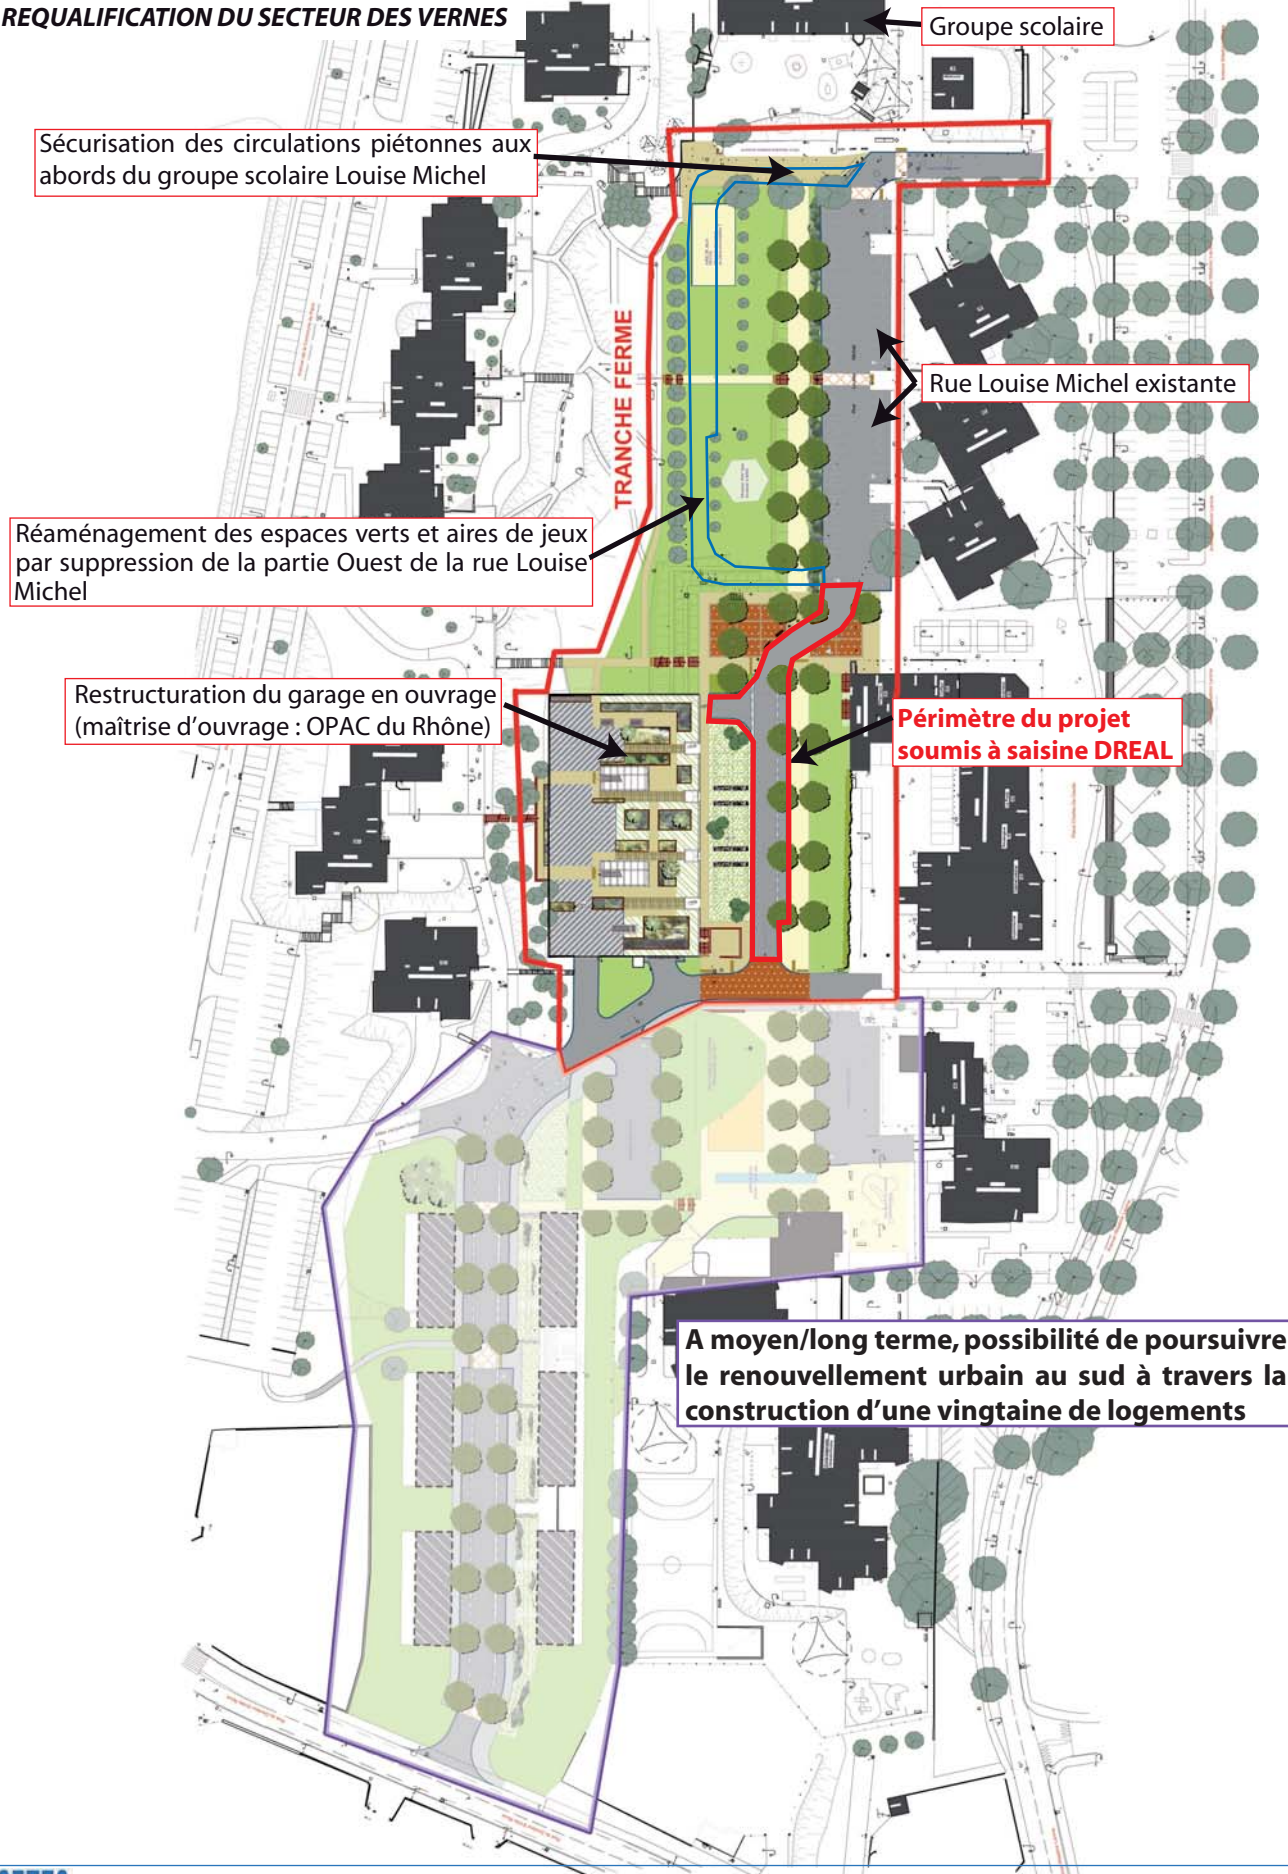 REQUALIFICATION DU SECTEUR DES VERNES
Groupe scolaire
Sécurisation des circulations piétonnes aux
abords du groupe scolaire Louise Michel
TRANCHE FERME
Rue Louise Michel existante
Réaménagement des espaces verts et aires de jeux
par suppression de la partie Ouest de la rue Louise
Michel
Restructuration du garage en ouvrage
(maîtrise d'ouvrage : OPAC du Rhône)
Périmètre du projet
soumis à saisine DREAL
A moyen/long terme, possibilité de poursuivre
le renouvellement urbain au sud à travers la
construction d'une vingtaine de logements